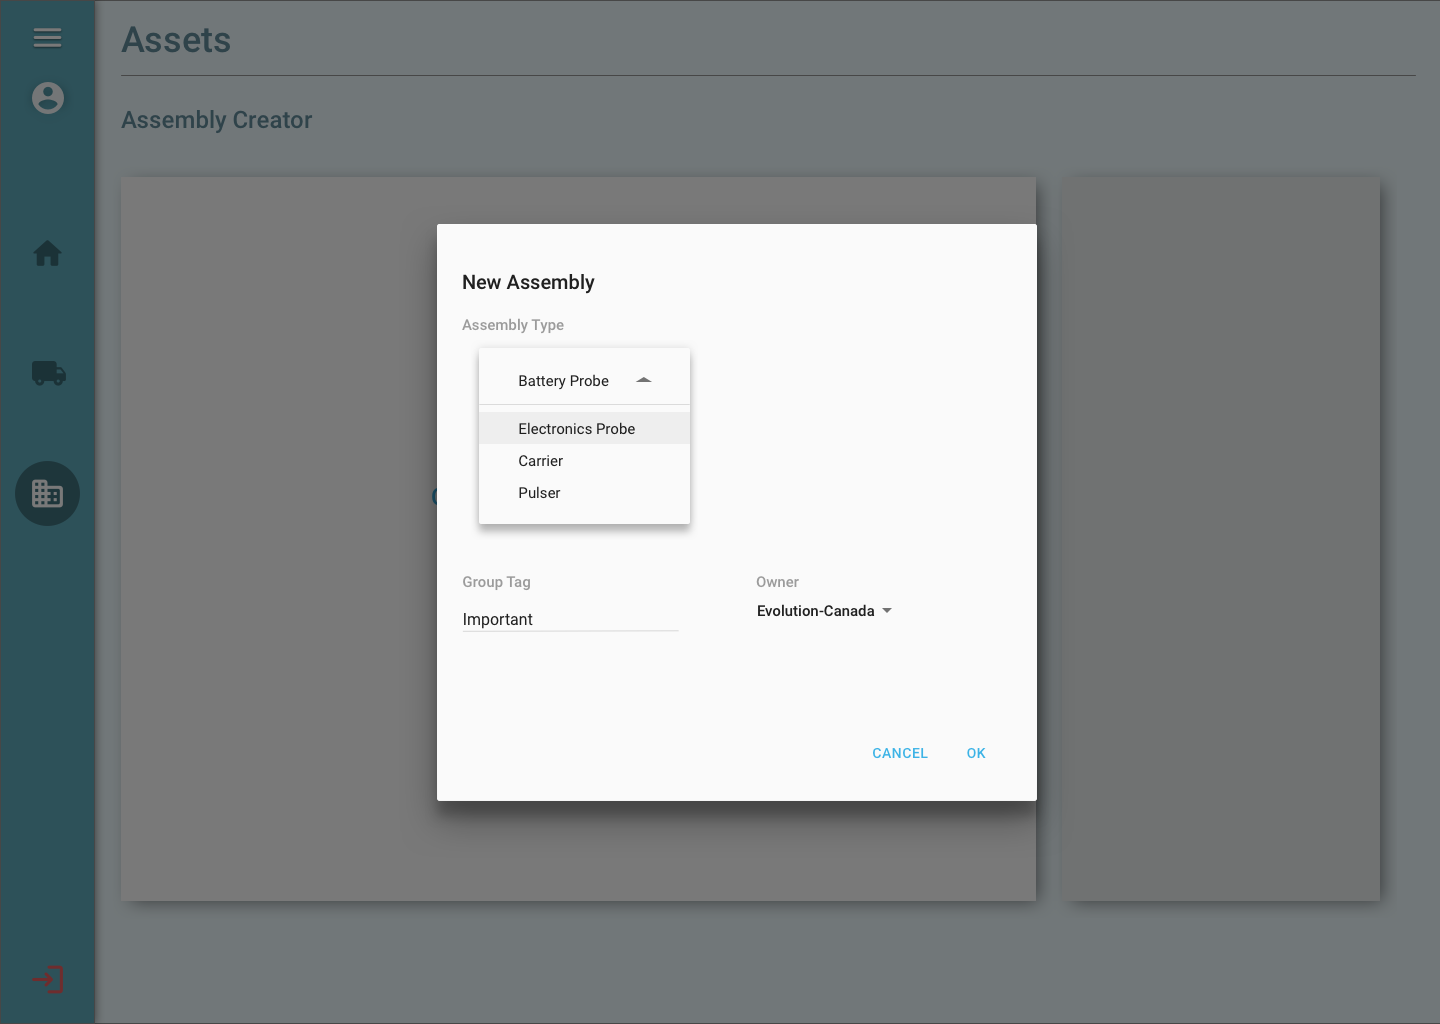 Assets
Assembly Creator
New Assembly
Assembly Type
Battery Probe
Electronics Probe
Carrier
Pulser
Group Tag
Owner
Important
Evolution-Canada
CANCEL
OK